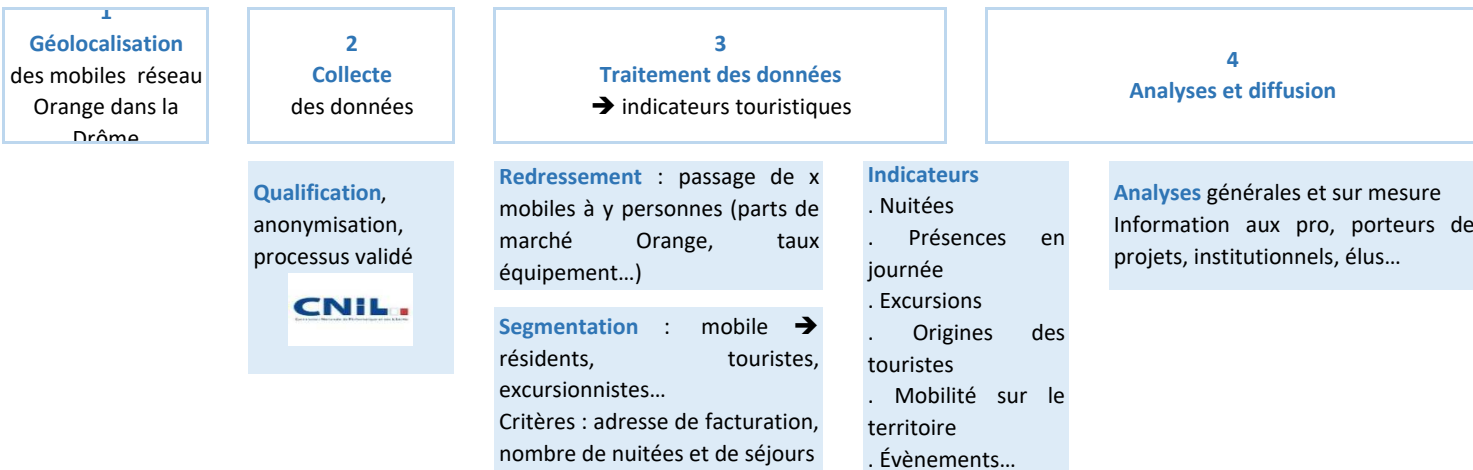 1
Géolocalisation
des mobiles réseau
Orange dans la
Drôme
2
Collecte
des données
3
Traitement des données
➔ indicateurs touristiques
4
Analyses et diffusion
Qualification,
anonymisation,
processus validé
CNIL
Redressement : passage de x
mobiles à y personnes (parts de
marché Orange, taux
équipement…)
Segmentation : mobile ➔
résidents, touristes,
excursionnistes…
Critères : adresse de facturation,
nombre de nuitées et de séjours
Indicateurs
. Nuitées
. Présences en
journée
. Excursions
. Origines des
touristes
. Mobilité sur le
territoire
. Évènements…
Analyses générales et sur mesure
Information aux pro, porteurs de
projets, institutionnels, élus…